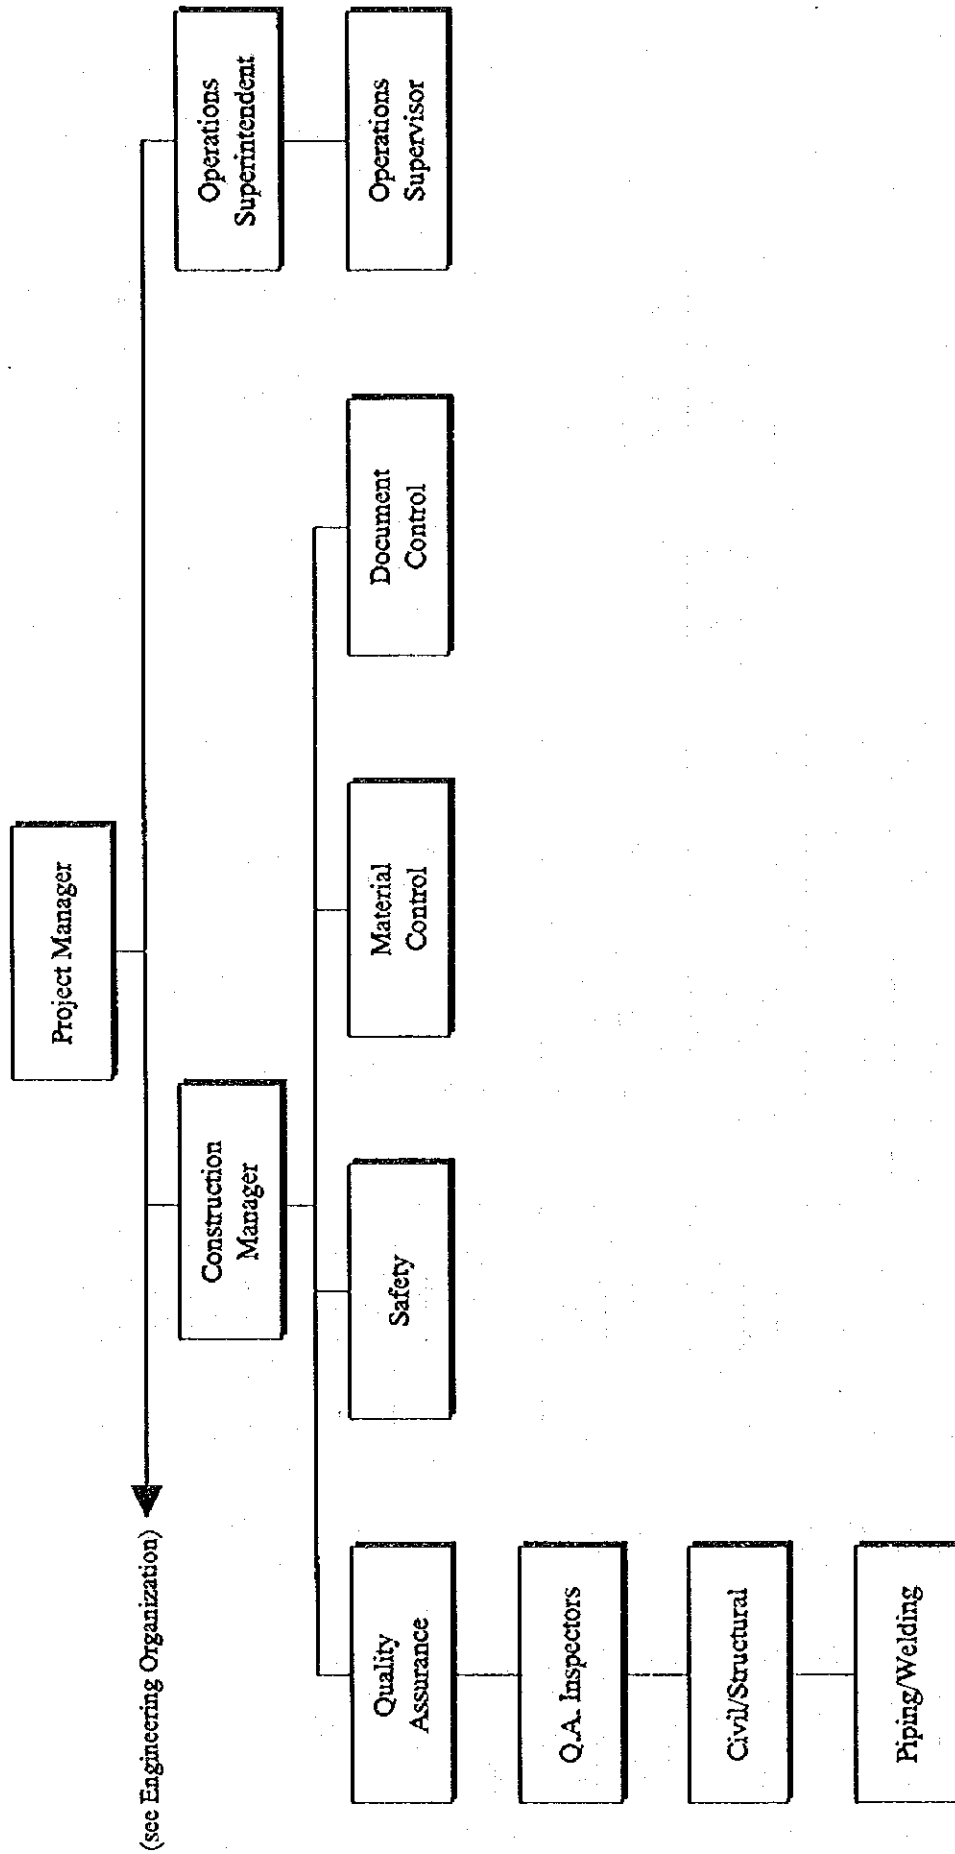 Project Manager
(see Engineering Organization)
Construction
Manager
Operations
Superintendent
Quality
Assurance
Safety
Material
Control
Document
Control
Operations
Supervisor
Q.A. Inspectors
Civil/Structural
Piping/Welding